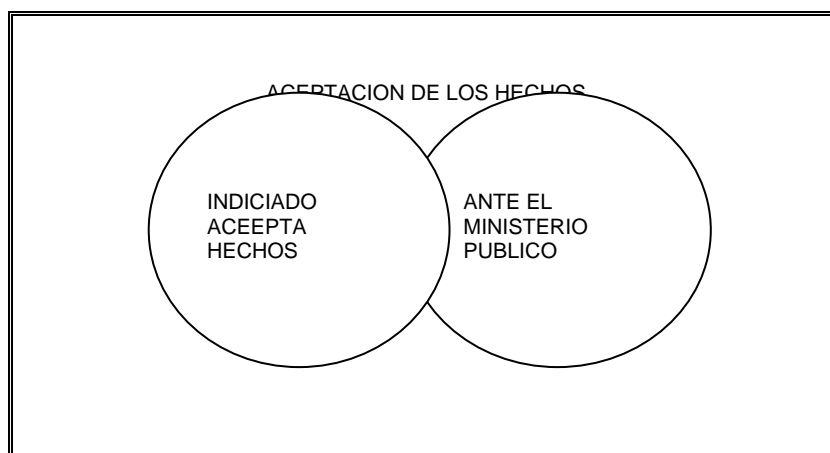 ACEPTACION DE LOS HECHOS
INDICIADO
ACEEPTA
HECHOS
ANTE EL
MINISTERIO
PUBLICO